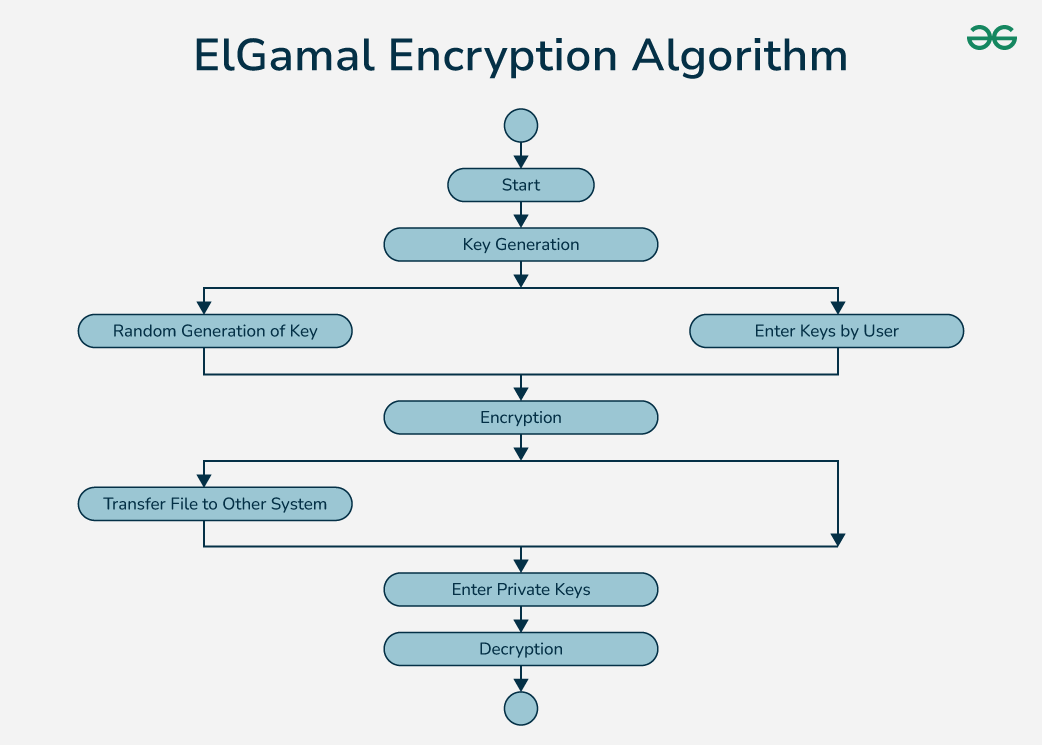 ElGamal Encryption Algorithm
Start
Key Generation
Random Generation of Key
Enter Keys by User
Encryption
Transfer File to Other System
Enter Private Keys
Decryption